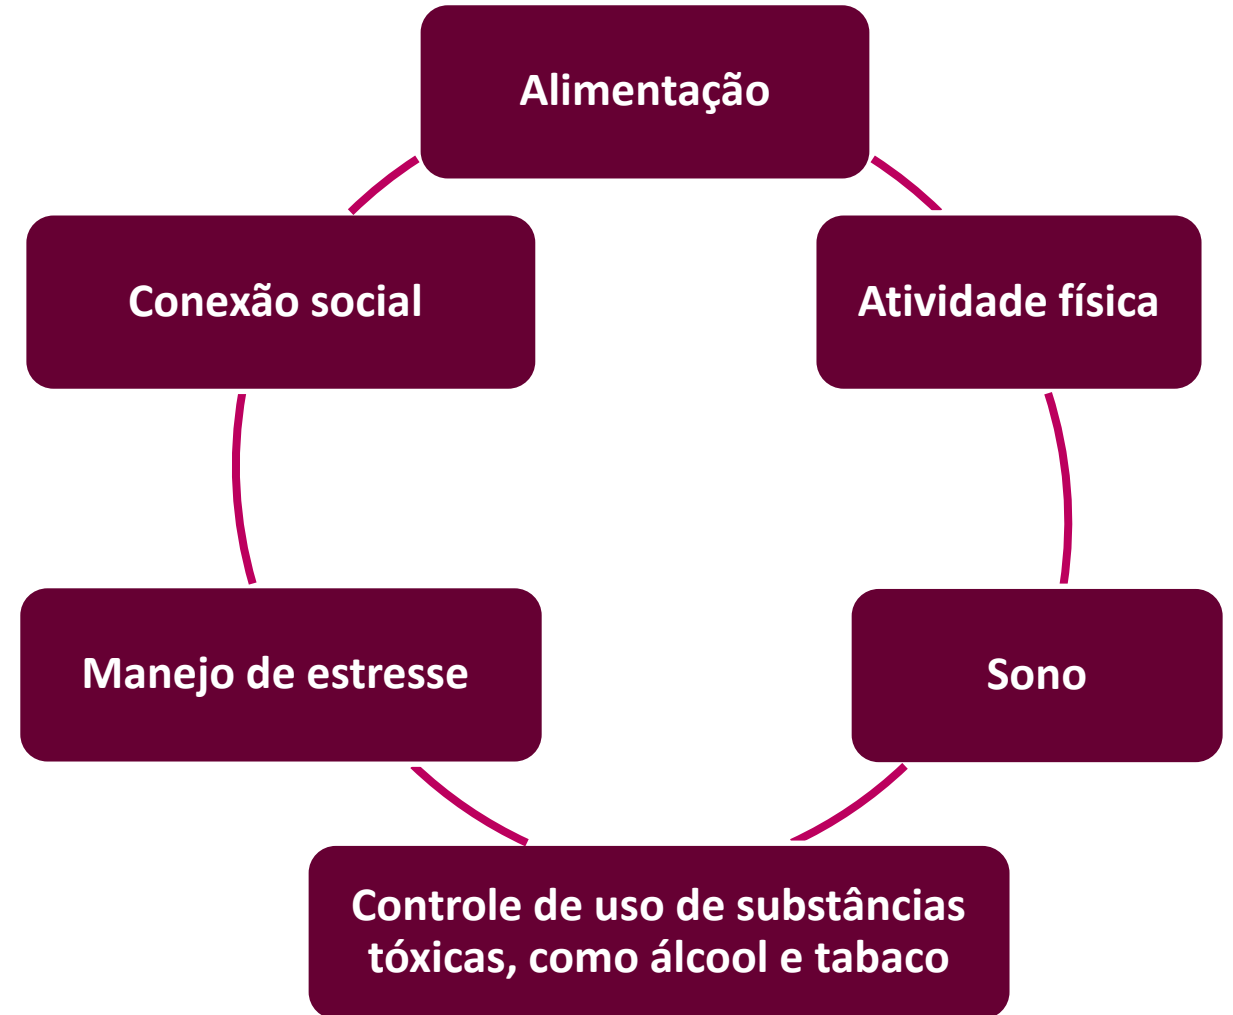 Alimentação
Conexão social
Atividade física
Manejo de estresse
Sono
Controle de uso de substâncias
tóxicas, como álcool e tabaco